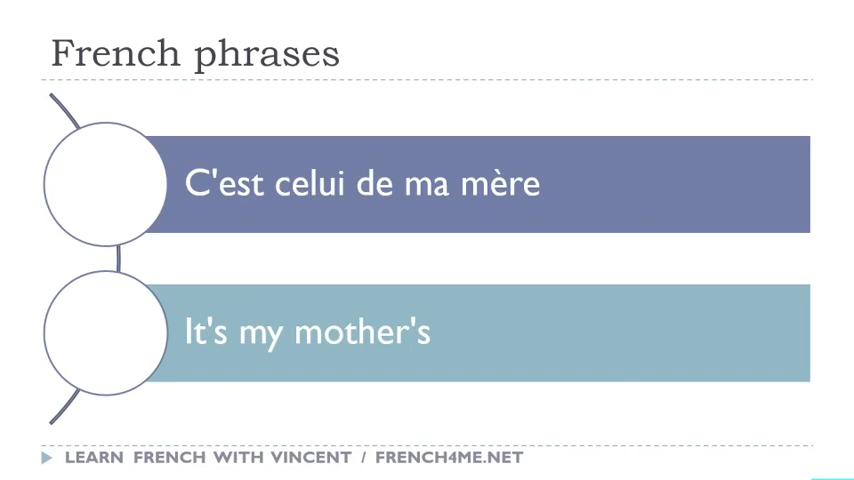 French phrases
C'est celui de ma mère
It's my mother's
LEARN FRENCH WITH VINCENT / FRENCH4ME.NET